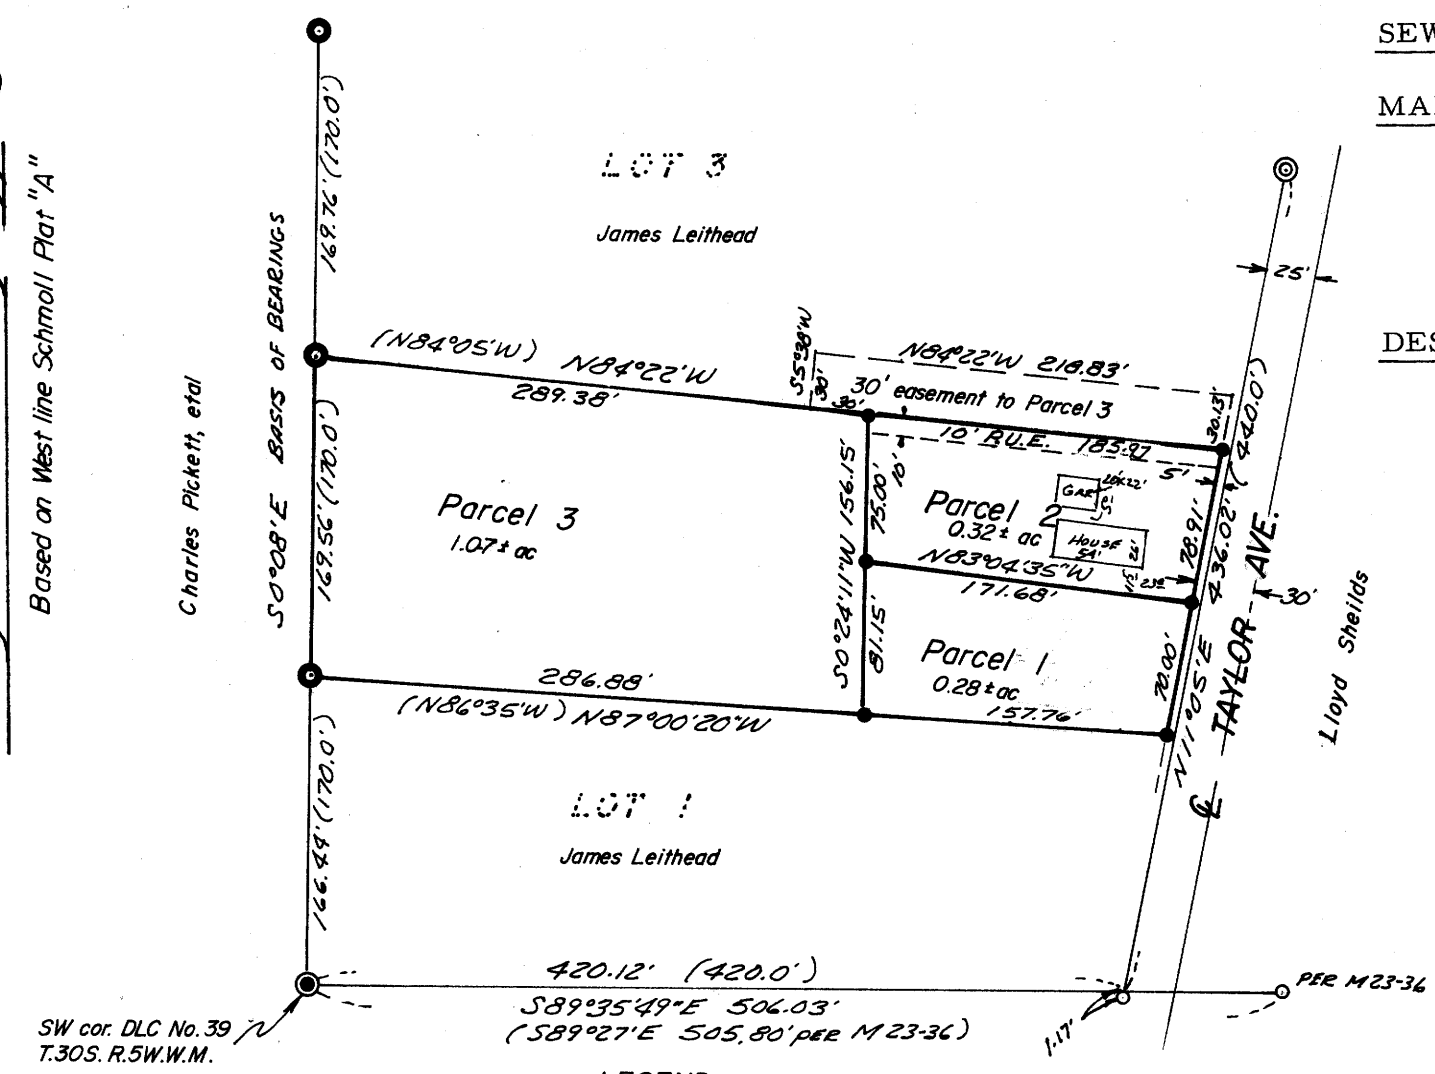 SEW
MA
DES
Based on West line Schmoll Plat "A"
Charles Pickett, etal
S0°08'E BASIS OF BEARINGS
169.76' (170.0')
169.56' (170.0')
166.44' (170.0')
LOT 3
James Leithead
(N84°05'W) N84°22'W
289.38'
S5°38'W
30'
30'
N84°22'W 218.83'
30' easement to Parcel 3
30.13'
10' P.U.E. 185.97
10'
5'
25'
(440.0')
436.02'
N11°05'E
78.91'
70.00'
Parcel 3
1.07± ac
S0°24'11"W 156.15'
75.00'
81.15'
Parcel 2
0.32± ac
GAR
20x22'
HOUSE
54'
26'
N83°04'35"W
171.68'
Parcel 1
0.28± ac
157.76'
286.88'
(N86°35'W) N87°00'20"W
TAYLOR AVE.
30'
Lloyd Sheilds
LOT 1
James Leithead
420.12' (420.0')
S89°35'49"E 506.03'
(S89°27'E 505.80' PER M23-36)
1.17'
PER M23-36
SW cor. DLC No. 39
T.30S. R.5W.W.M.
LEGEND